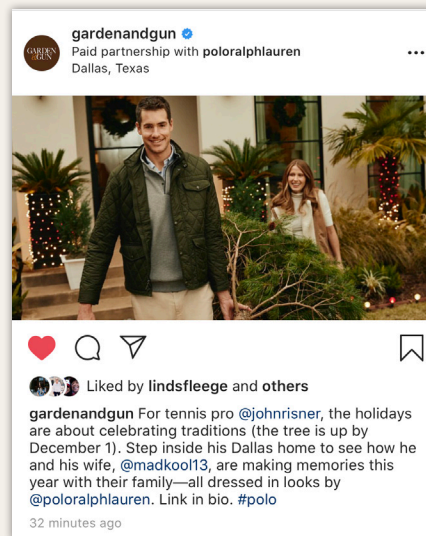 gardenandgun
Paid partnership with poloralphlauren
Dallas, Texas
GARDEN
&GUN
Liked by lindsfleege and others
gardenandgun For tennis pro @johnrisner, the holidays
are about celebrating traditions (the tree is up by
December 1). Step inside his Dallas home to see how he
and his wife, @madkool13, are making memories this
year with their family—all dressed in looks by
@poloralphlauren. Link in bio. #polo
32 minutes ago